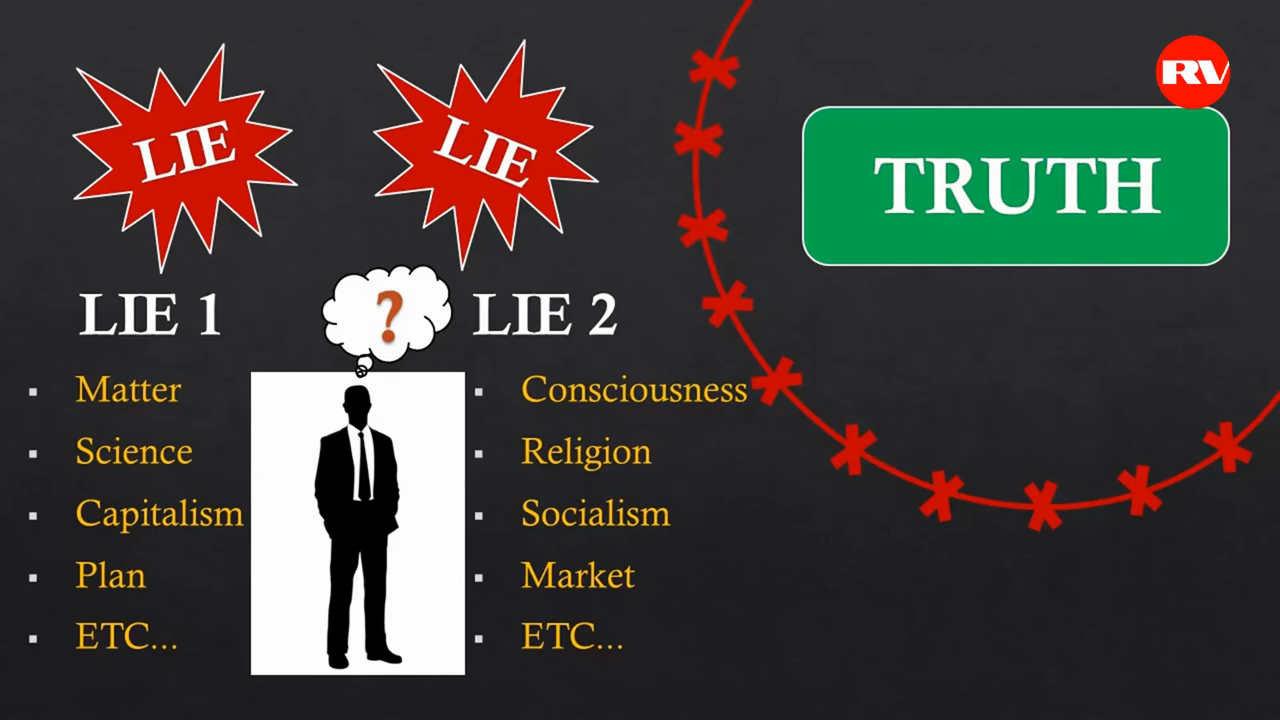 RV
LIE
LIE
TRUTH
LIE 1
?
LIE 2
Matter
Science
Capitalism
Plan
ETC...
Consciousness
Religion
Socialism
Market
ETC...